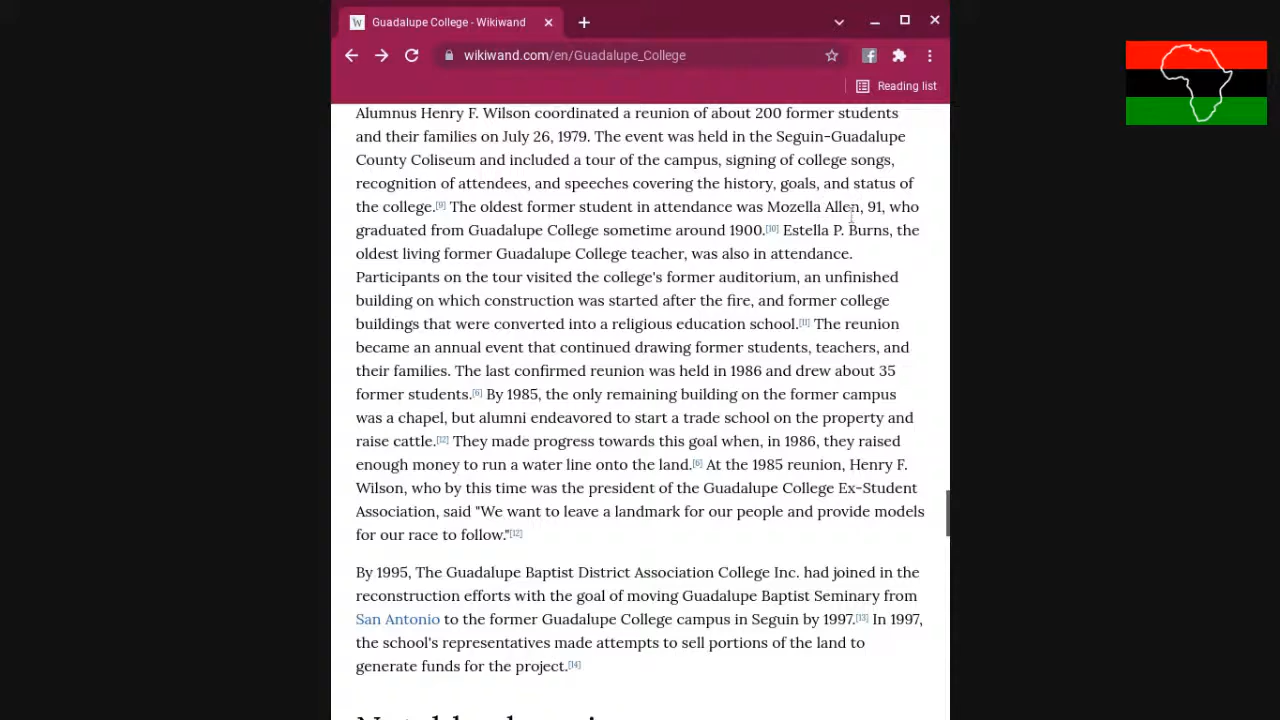 Guadalupe College - Wikiwand
wikiwand.com/en/Guadalupe_College
Reading list
Alumnus Henry F. Wilson coordinated a reunion of about 200 former students
and their families on July 26, 1979. The event was held in the Seguin-Guadalupe
County Coliseum and included a tour of the campus, signing of college songs,
recognition of attendees, and speeches covering the history, goals, and status of
the college.[9] The oldest former student in attendance was Mozella Allen, 91, who
graduated from Guadalupe College sometime around 1900.[10] Estella P. Burns, the
oldest living former Guadalupe College teacher, was also in attendance.
Participants on the tour visited the college's former auditorium, an unfinished
building on which construction was started after the fire, and former college
buildings that were converted into a religious education school.[11] The reunion
became an annual event that continued drawing former students, teachers, and
their families. The last confirmed reunion was held in 1986 and drew about 35
former students.[6] By 1985, the only remaining building on the former campus
was a chapel, but alumni endeavored to start a trade school on the property and
raise cattle.[12] They made progress towards this goal when, in 1986, they raised
enough money to run a water line onto the land.[6] At the 1985 reunion, Henry F.
Wilson, who by this time was the president of the Guadalupe College Ex-Student
Association, said "We want to leave a landmark for our people and provide models
for our race to follow."[12]
By 1995, The Guadalupe Baptist District Association College Inc. had joined in the
reconstruction efforts with the goal of moving Guadalupe Baptist Seminary from
San Antonio to the former Guadalupe College campus in Seguin by 1997.[13] In 1997,
the school's representatives made attempts to sell portions of the land to
generate funds for the project.[14]